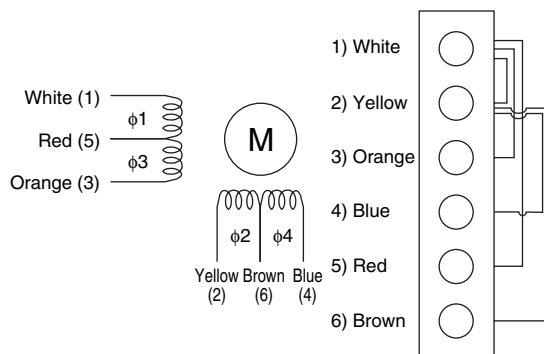 White (1)
ϕ1
Red (5)
ϕ3
Orange (3)
M
ϕ2
ϕ4
Yellow Brown Blue
(2) (6) (4)
1) White
2) Yellow
3) Orange
4) Blue
5) Red
6) Brown